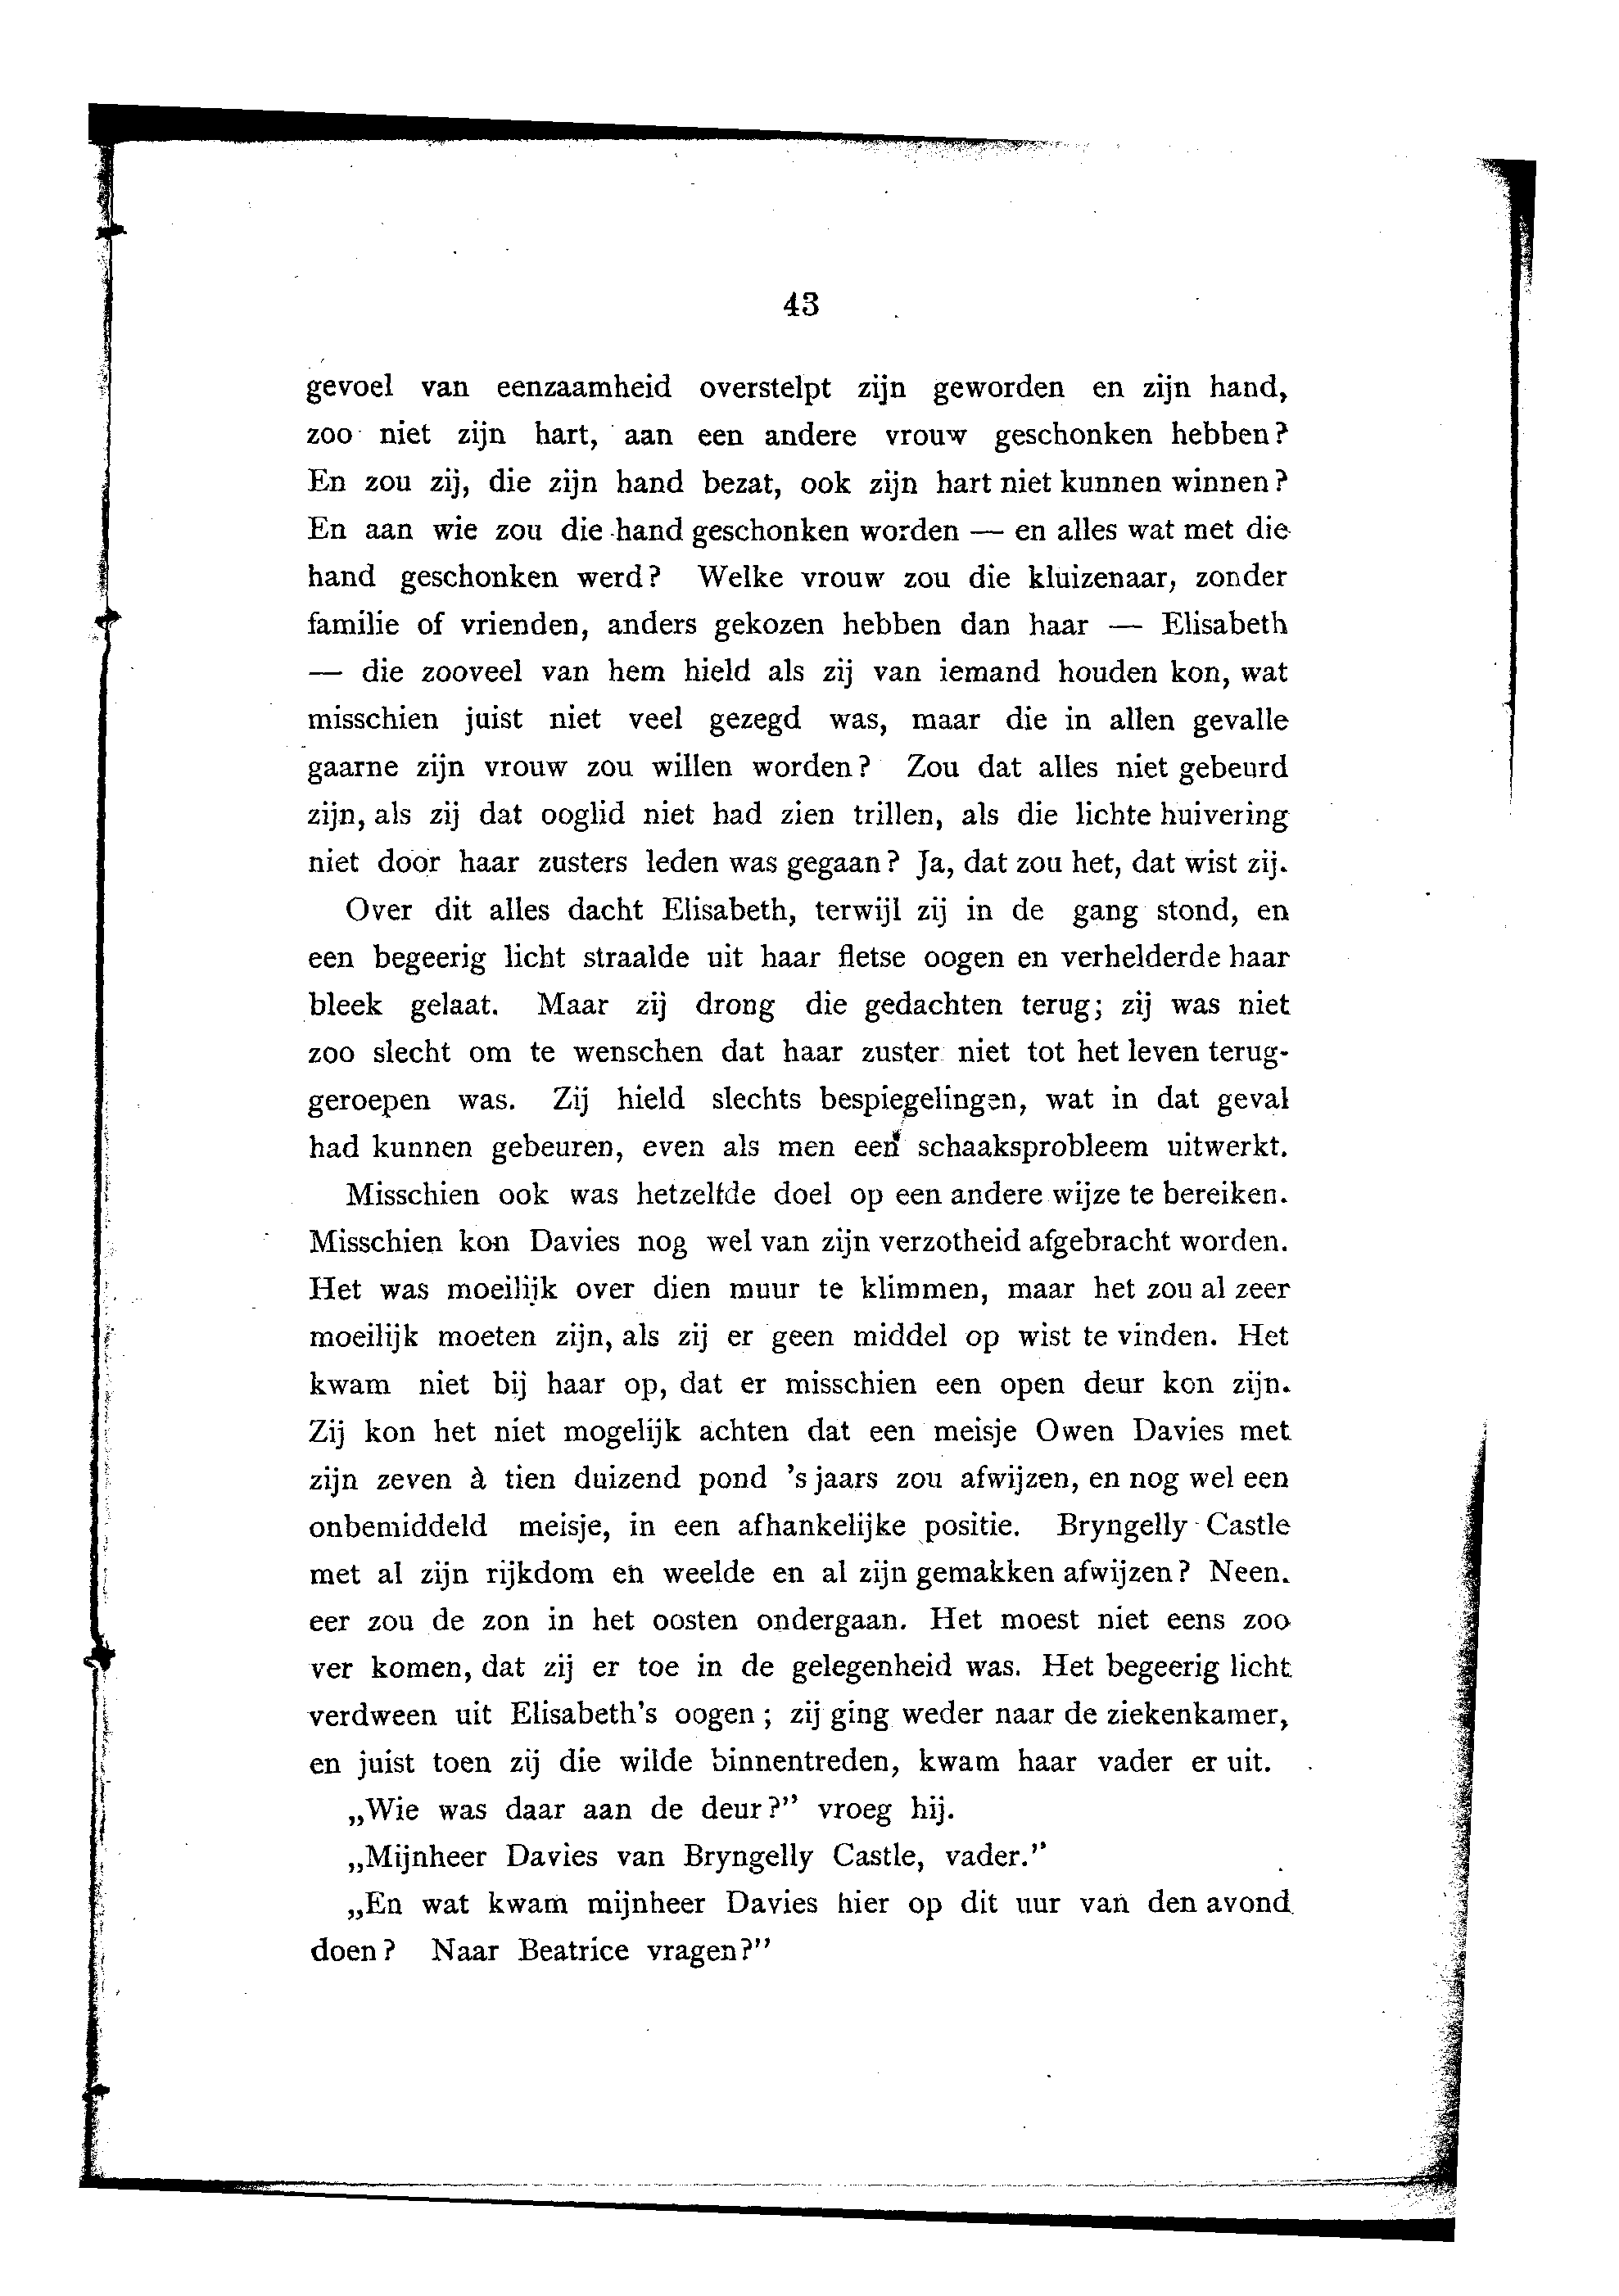 43
gevoel van eenzaamheid overstelpt zijn geworden en zijn hand,
zoo niet zijn hart, aan een andere vrouw geschonken hebben?
En zou zij, die zijn hand bezat, ook zijn hart niet kunnen winnen?
En aan wie zou die hand geschonken worden — en alles wat met die
hand geschonken werd? Welke vrouw zou die kluizenaar, zonder
familie of vrienden, anders gekozen hebben dan haar — Elisabeth
— die zooveel van hem hield als zij van iemand houden kon, wat
misschien juist niet veel gezegd was, maar die in allen gevalle
gaarne zijn vrouw zou willen worden? Zou dat alles niet gebeurd
zijn, als zij dat ooglid niet had zien trillen, als die lichte huivering
niet door haar zusters leden was gegaan? Ja, dat zou het, dat wist zij.
Over dit alles dacht Elisabeth, terwijl zij in de gang stond, en
een begeerig licht straalde uit haar fletse oogen en verhelderde haar
bleek gelaat. Maar zij drong die gedachten terug; zij was niet
zoo slecht om te wenschen dat haar zuster niet tot het leven terug-
geroepen was. Zij hield slechts bespiegelingen, wat in dat geval
had kunnen gebeuren, even als men een schaaksprobleem uitwerkt.
Misschien ook was hetzelfde doel op een andere wijze te bereiken.
Misschien kon Davies nog wel van zijn verzotheid afgebracht worden.
Het was moeilijk over dien muur te klimmen, maar het zou al zeer
moeilijk moeten zijn, als zij er geen middel op wist te vinden. Het
kwam niet bij haar op, dat er misschien een open deur kon zijn.
Zij kon het niet mogelijk achten dat een meisje Owen Davies met
zijn zeven à tien duizend pond 's jaars zou afwijzen, en nog wel een
onbemiddeld meisje, in een afhankelijke positie. Bryngelly Castle
met al zijn rijkdom en weelde en al zijn gemakken afwijzen? Neen.
eer zou de zon in het oosten ondergaan. Het moest niet eens zoo
ver komen, dat zij er toe in de gelegenheid was. Het begeerig licht
verdween uit Elisabeth's oogen; zij ging weder naar de ziekenkamer,
en juist toen zij die wilde binnentreden, kwam haar vader er uit.
„Wie was daar aan de deur?” vroeg hij.
„Mijnheer Davies van Bryngelly Castle, vader.”
„En wat kwam mijnheer Davies hier op dit uur van den avond
doen? Naar Beatrice vragen?”